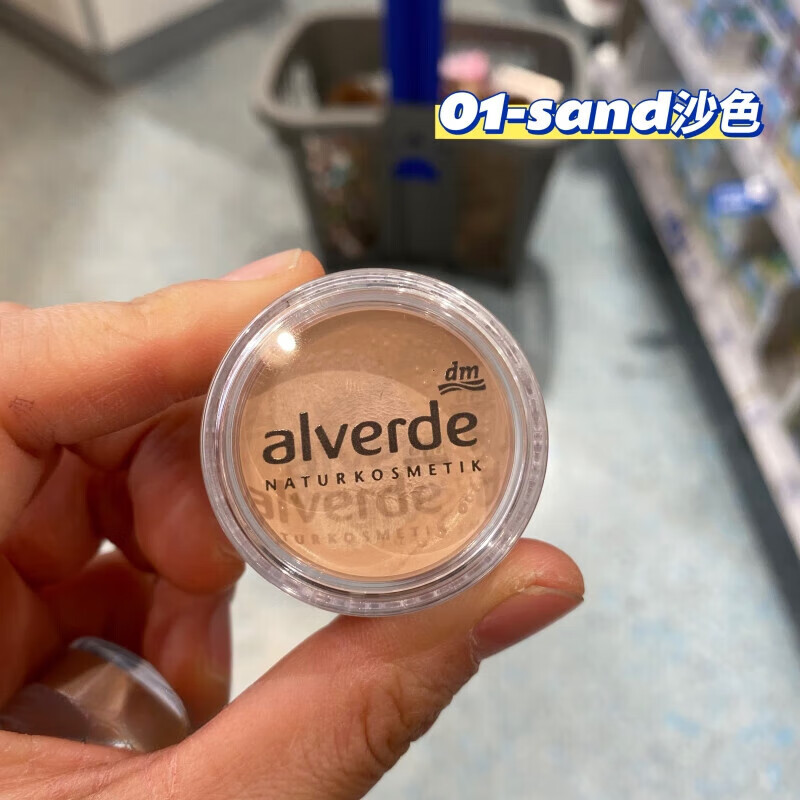 01-sand沙色
dm
alverde
NATURKOSMETIK